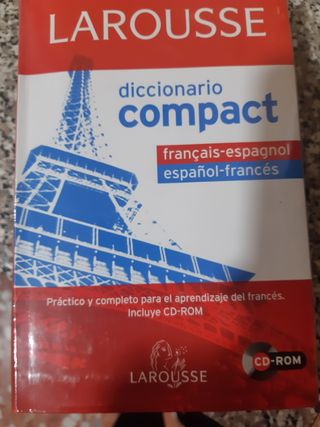 LAROUSSE
diccionario
compact
français-espagnol
español-francés
Práctico y completo para el aprendizaje del francés.
Incluye CD-ROM
LAROUSSE
CD-ROM